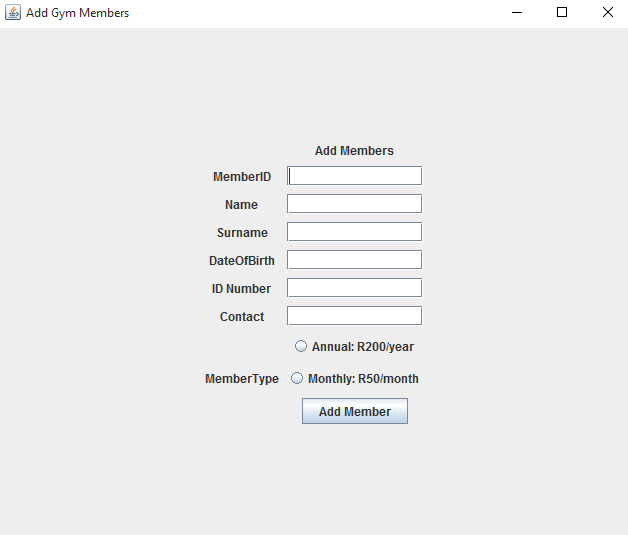 Add Gym Members
Add Members
MemberID
Name
Surname
DateOfBirth
ID Number
Contact
Annual: R200/year
MemberType Monthly: R50/month
Add Member